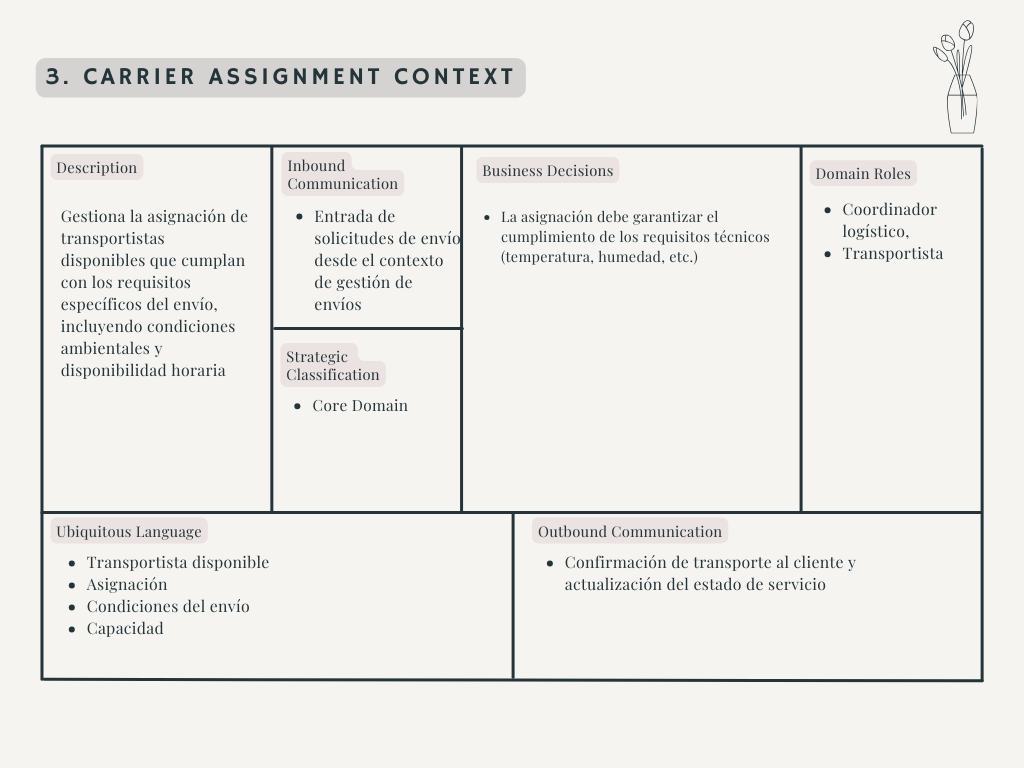 3. CARRIER ASSIGNMENT CONTEXT
Description
Gestiona la asignación de
transportistas
disponibles que cumplan
con los requisitos
específicos del envío,
incluyendo condiciones
ambientales y
disponibilidad horaria
Inbound
Communication
Entrada de
solicitudes de envío
desde el contexto
de gestión de
envíos
Strategic
Classification
Core Domain
Business Decisions
La asignación debe garantizar el
cumplimiento de los requisitos técnicos
(temperatura, humedad, etc.)
Domain Roles
Coordinador
logístico,
Transportista
Ubiquitous Language
Transportista disponible
Asignación
Condiciones del envío
Capacidad
Outbound Communication
Confirmación de transporte al cliente y
actualización del estado de servicio